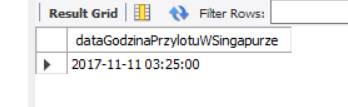 Result Grid Filter Rows:
dataGodzinaPrzylotuWSingapurze
2017-11-11 03:25:00